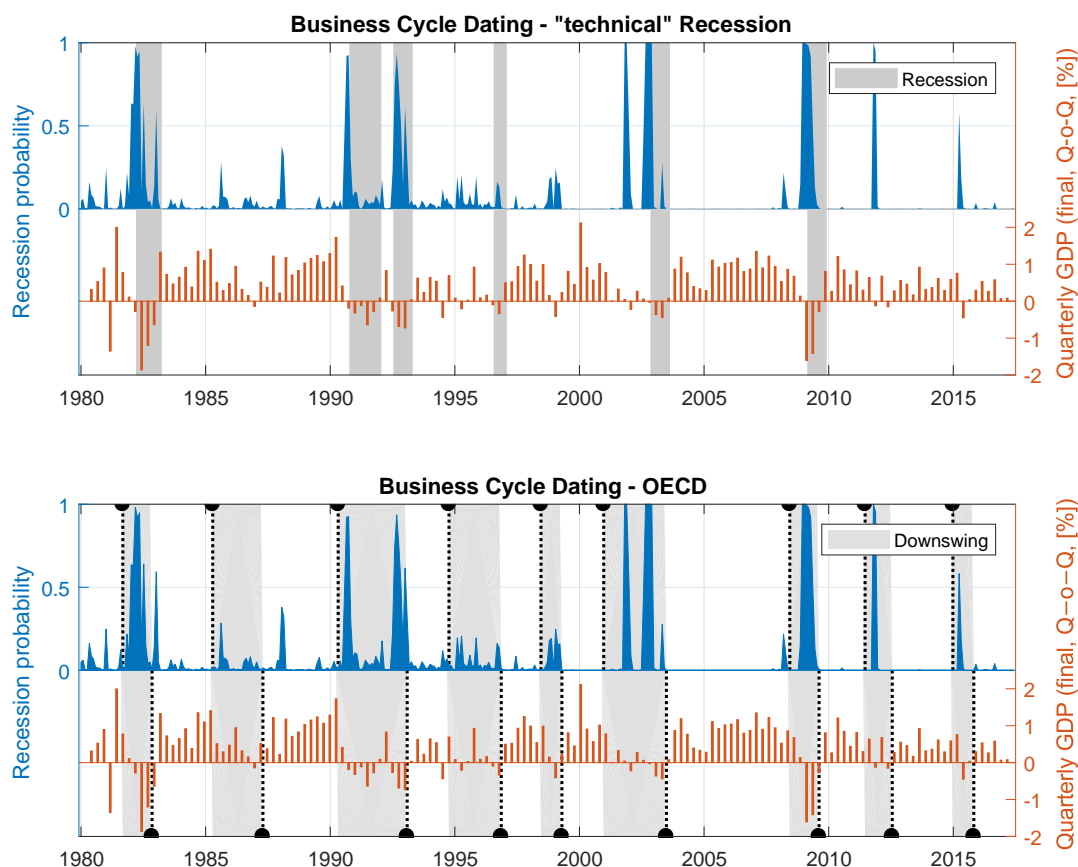 Business Cycle Dating - "technical" Recession
Recession probability
1
0.5
0
Recession
Quarterly GDP (final, Q-o-Q, [%])
2
1
0
-1
-2
1980 1985 1990 1995 2000 2005 2010 2015
Business Cycle Dating - OECD
Recession probability
1
0.5
0
Downswing
Quarterly GDP (final, Q−o−Q, [%])
2
1
0
-1
-2
1980 1985 1990 1995 2000 2005 2010 2015